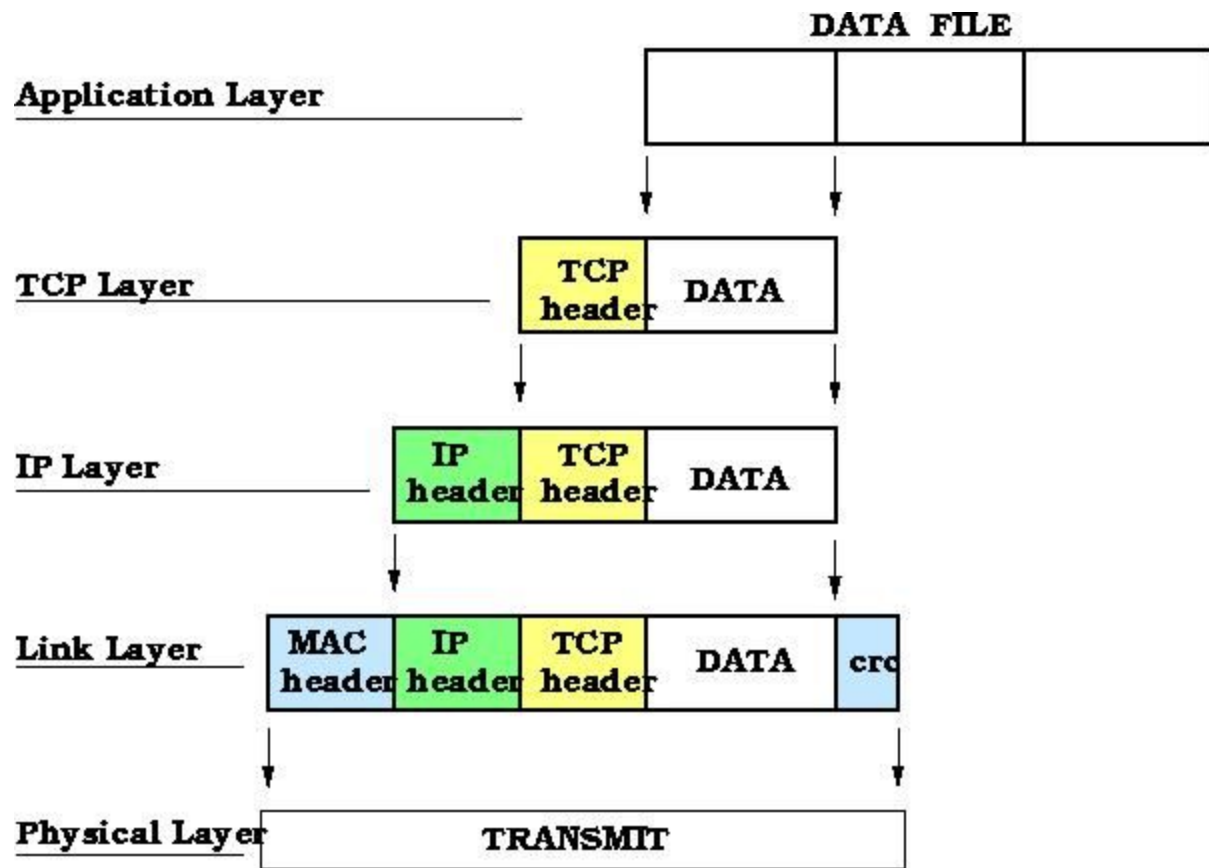 DATA FILE
Application Layer
TCP Layer
TCP
header
DATA
IP Layer
IP
header
TCP
header
DATA
Link Layer
MAC
header
IP
header
TCP
header
DATA
crc
Physical Layer
TRANSMIT